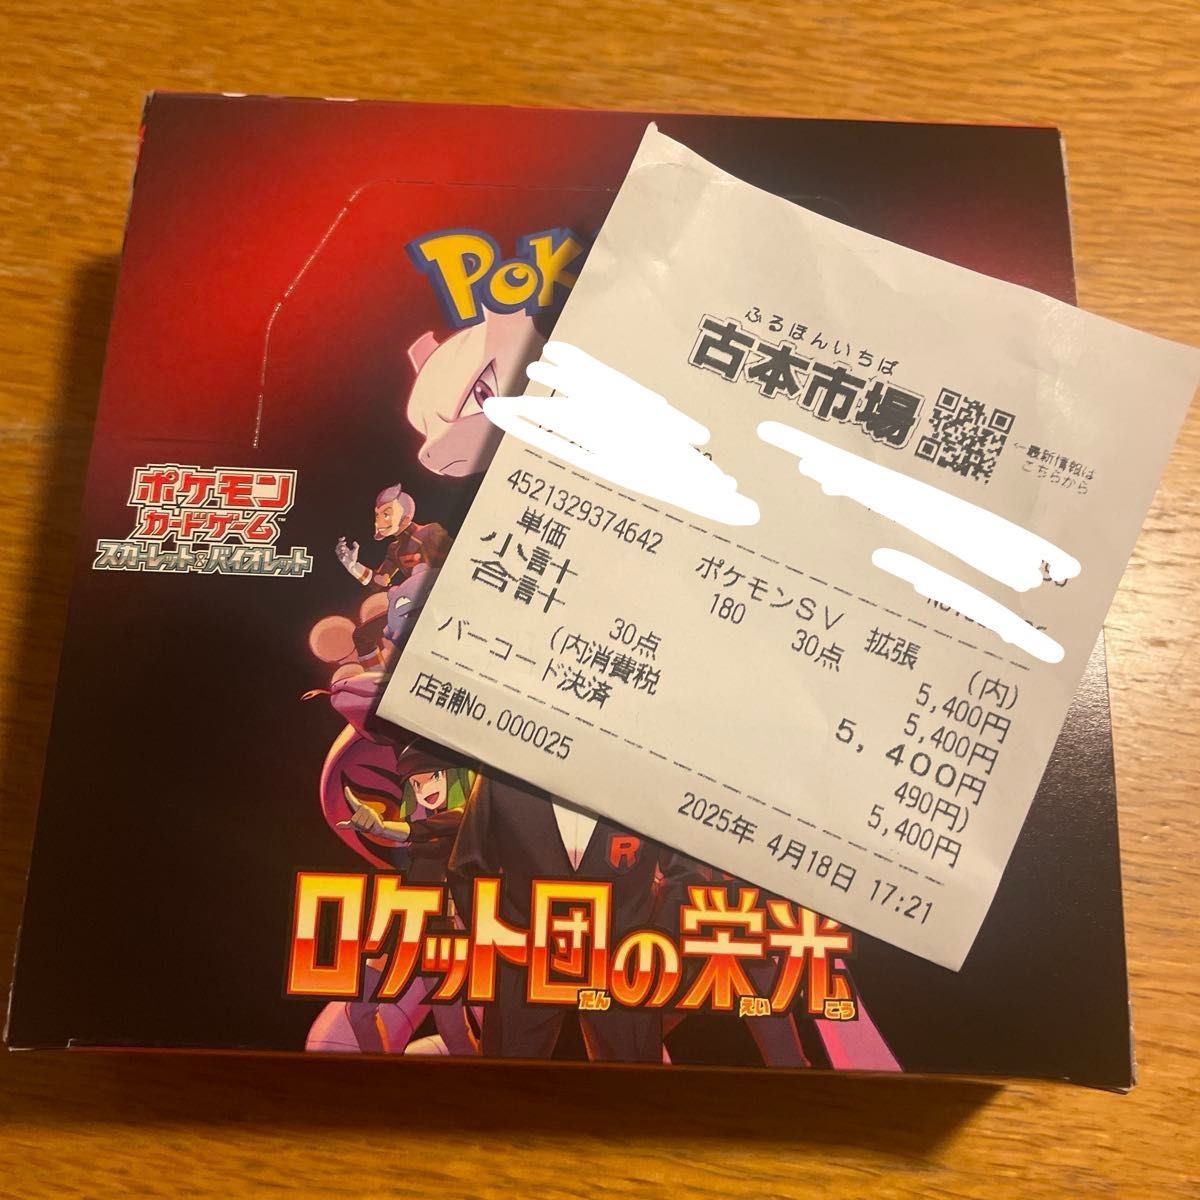 POK
ポケモン
カードゲーム
スカーレット&バイオレット
R
ロケット団の栄光
だん えい こう
ふるほんいちば
古本市場
←最新情報は
こちらから
4521329374642 ポケモンSV 拡張 (内)
単価 180 30点 5,400円
小計 5,400円
合計 30点 5,400円
(内消費税 490円)
バーコード決済 5,400円
店舗No.000025 2025年 4月18日 17:21